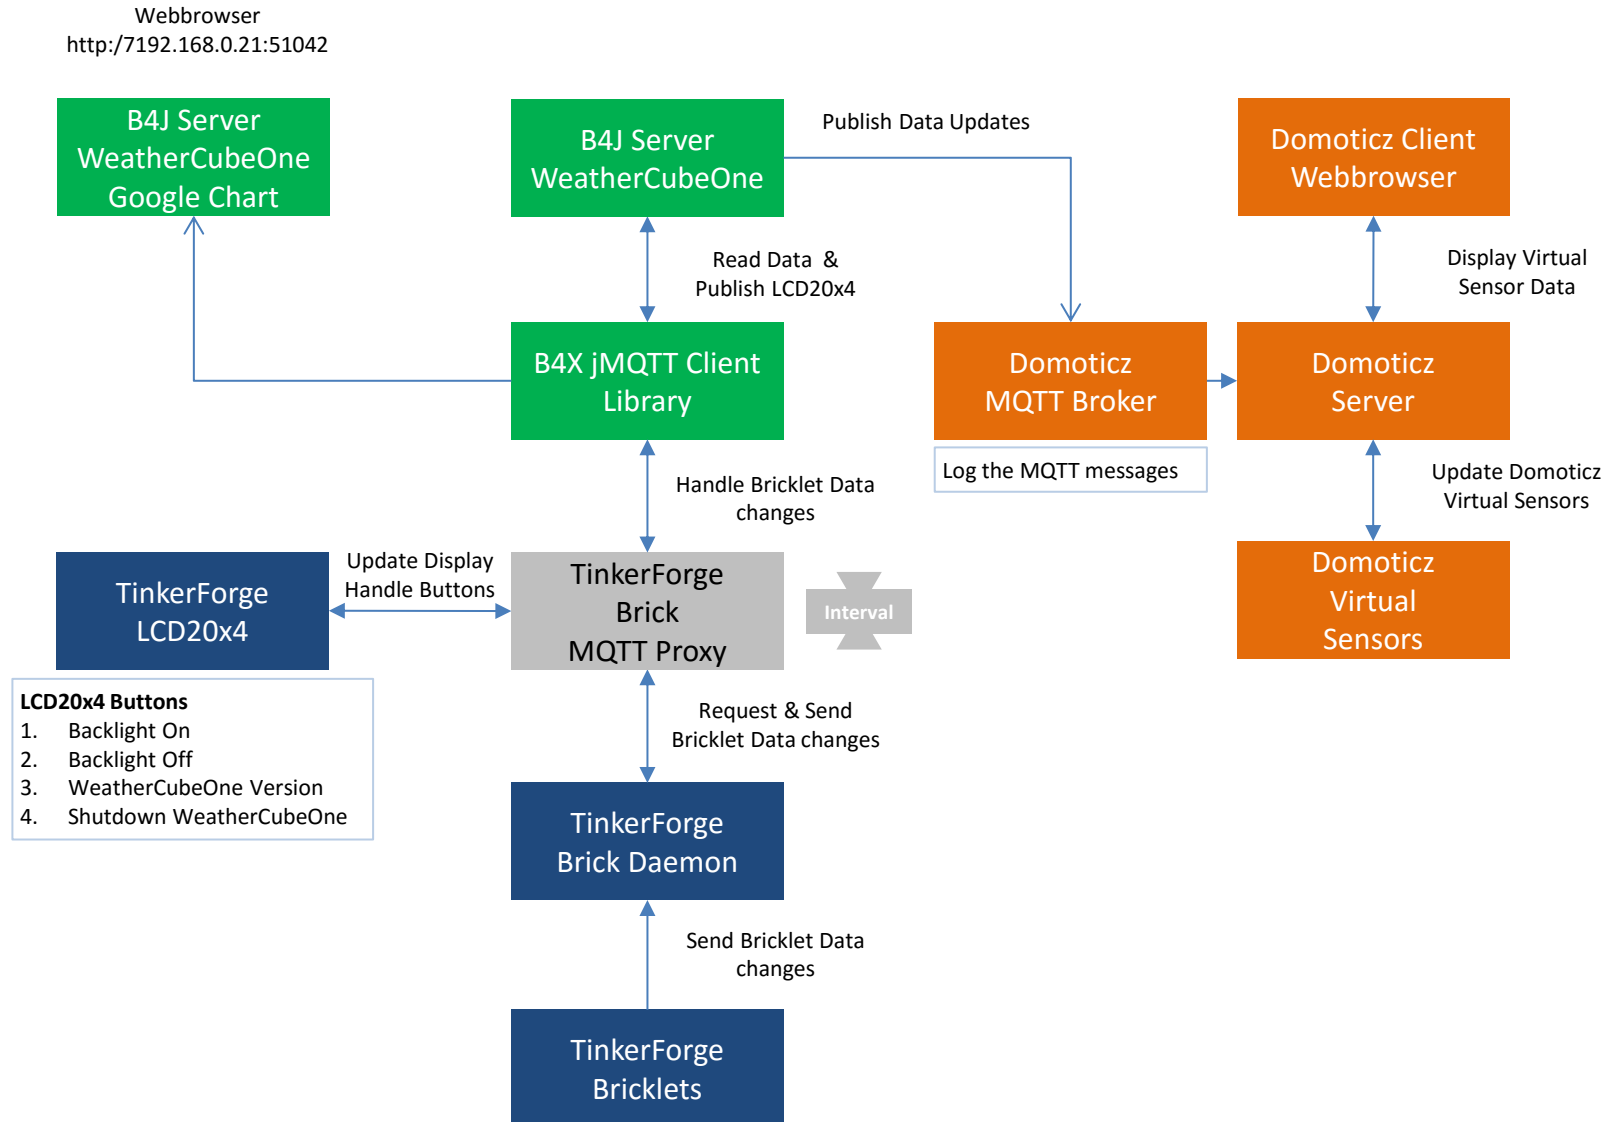 Webbrowser
http:/7192.168.0.21:51042
B4J Server
WeatherCubeOne
Google Chart
B4J Server
WeatherCubeOne
Publish Data Updates
Domoticz Client
Webbrowser
Read Data &
Publish LCD20x4
Display Virtual
Sensor Data
B4X jMQTT Client
Library
Domoticz
MQTT Broker
Domoticz
Server
Log the MQTT messages
Handle Bricklet Data
changes
Update Domoticz
Virtual Sensors
TinkerForge
LCD20x4
Update Display
Handle Buttons
TinkerForge
Brick
MQTT Proxy
Interval
Domoticz
Virtual
Sensors
LCD20x4 Buttons
1. Backlight On
2. Backlight Off
3. WeatherCubeOne Version
4. Shutdown WeatherCubeOne
Request & Send
Bricklet Data changes
TinkerForge
Brick Daemon
Send Bricklet Data
changes
TinkerForge
Bricklets